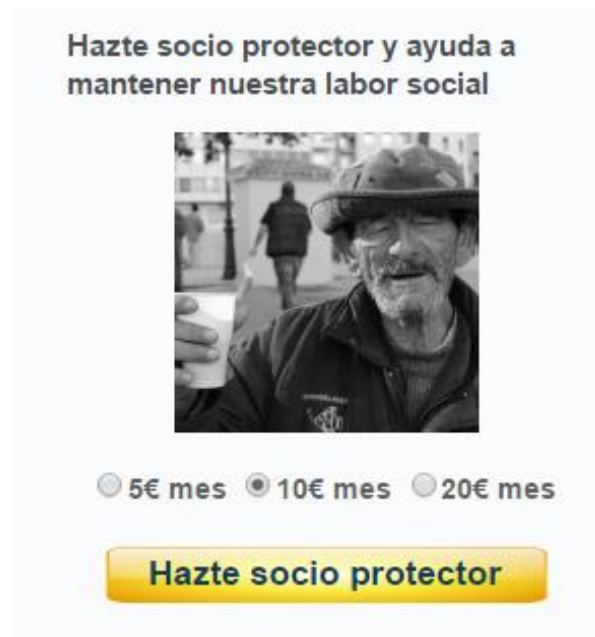 Hazte socio protector y ayuda a
mantener nuestra labor social
5€ mes 10€ mes 20€ mes
Hazte socio protector